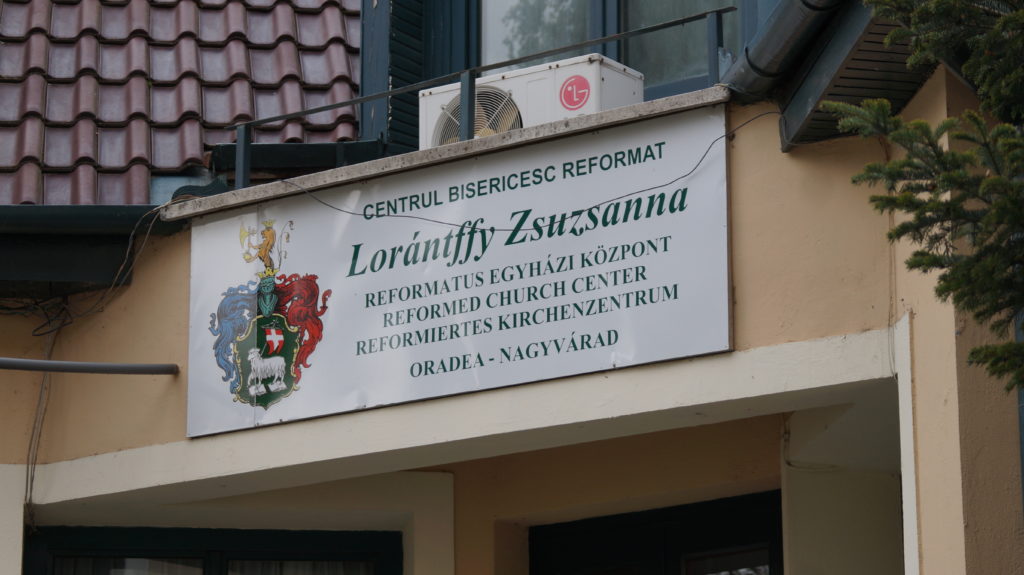 LG
CENTRUL BISERICESC REFORMAT
Lorántffy Zsuzsanna
REFORMATUS EGYHÁZI KÖZPONT
REFORMED CHURCH CENTER
REFORMIERTES KIRCHENZENTRUM
ORADEA - NAGYVÁRAD